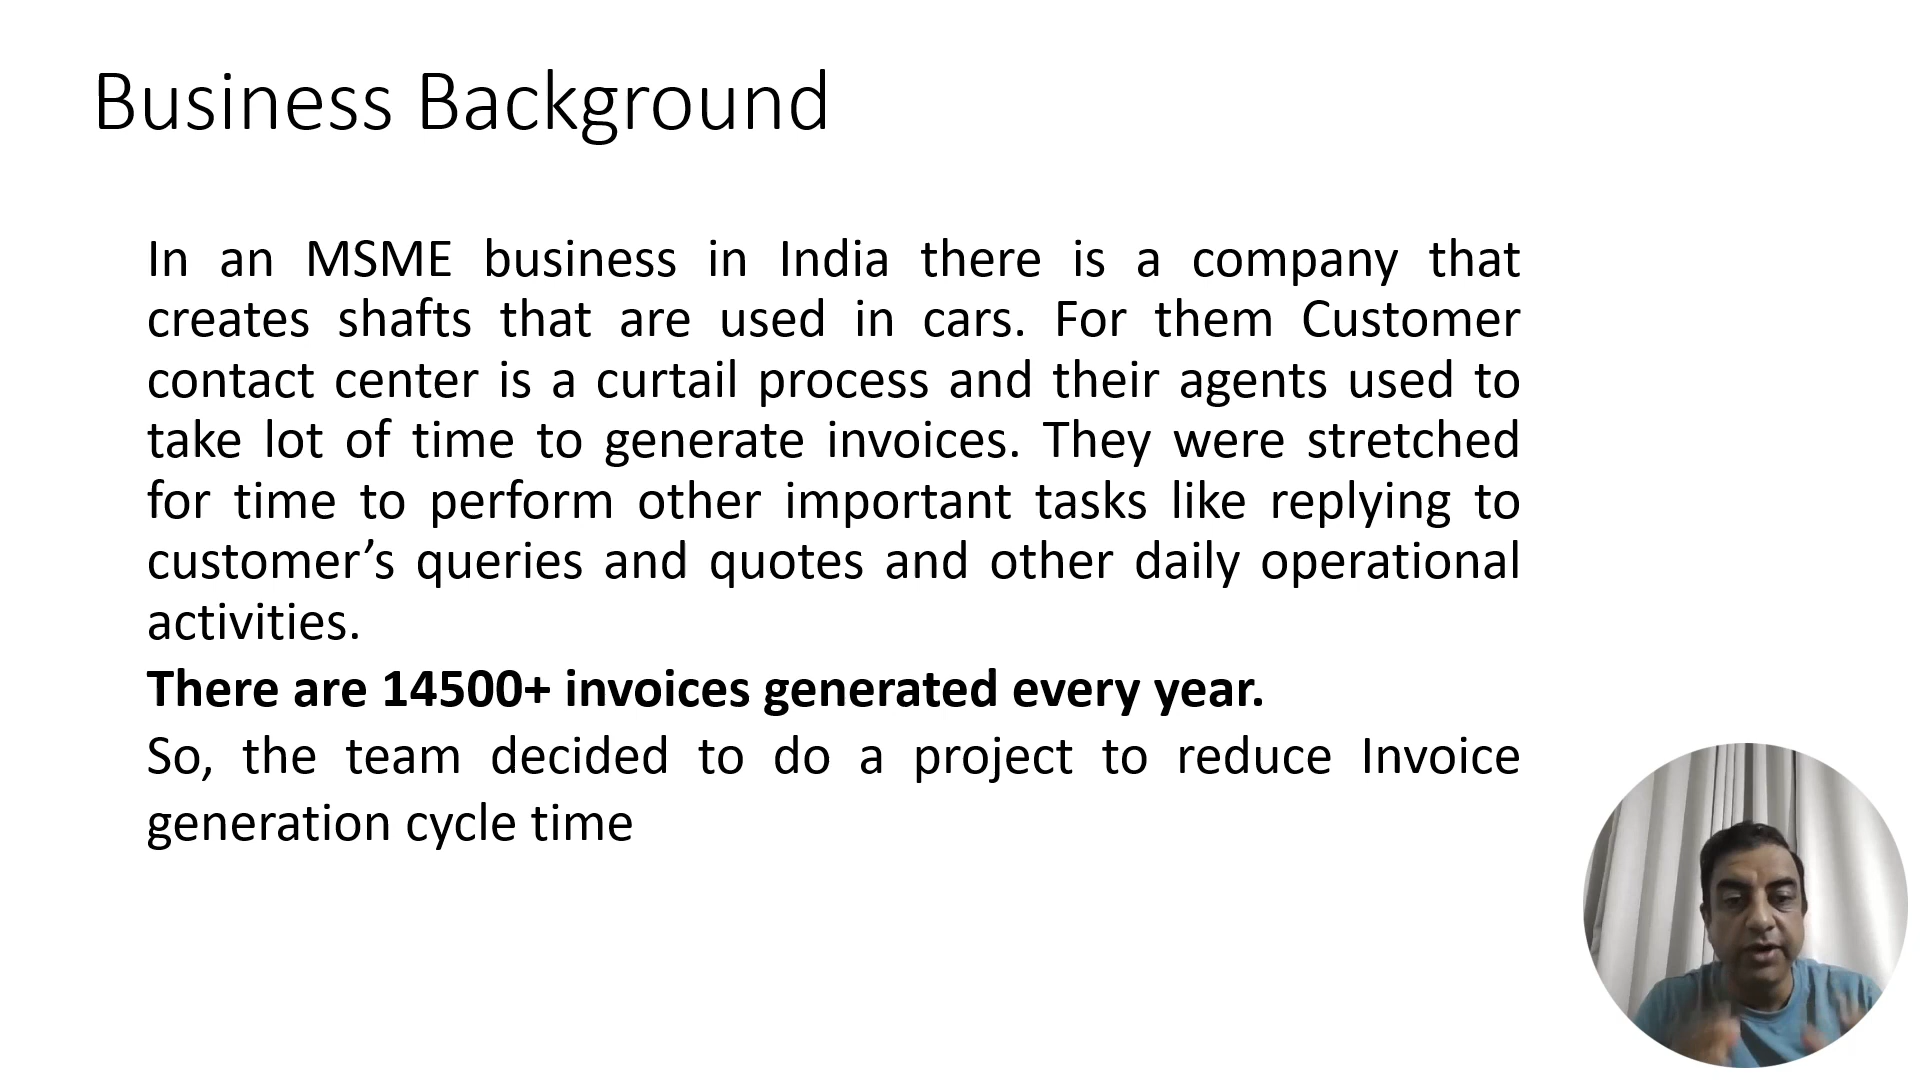 Business Background
In an MSME business in India there is a company that
creates shafts that are used in cars. For them Customer
contact center is a curtail process and their agents used to
take lot of time to generate invoices. They were stretched
for time to perform other important tasks like replying to
customer’s queries and quotes and other daily operational
activities.
There are 14500+ invoices generated every year.
So, the team decided to do a project to reduce Invoice
generation cycle time